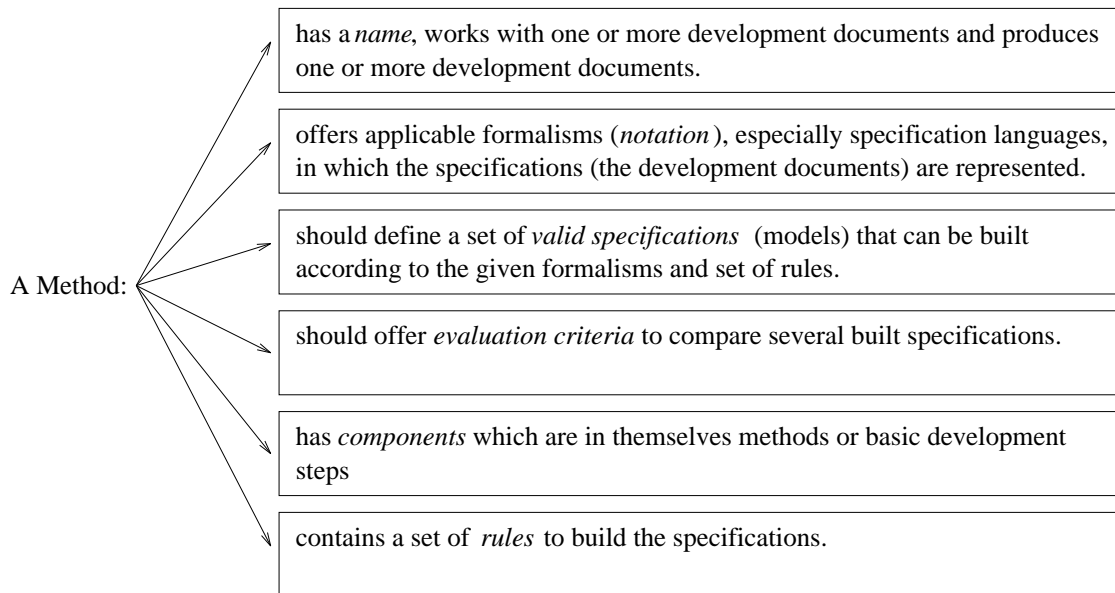 has a name, works with one or more development documents and produces
one or more development documents.
offers applicable formalisms (notation), especially specification languages,
in which the specifications (the development documents) are represented.
should define a set of valid specifications (models) that can be built
according to the given formalisms and set of rules.
A Method:
should offer evaluation criteria to compare several built specifications.
has components which are in themselves methods or basic development
steps
contains a set of rules to build the specifications.